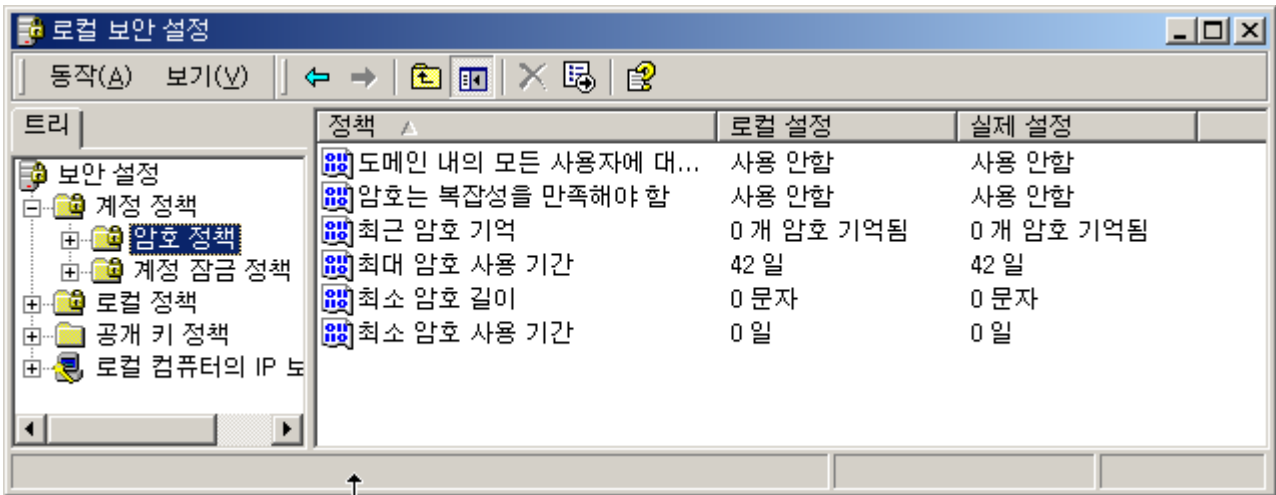 로컬 보안 설정
동작(A) 보기(V)
트리
보안 설정
계정 정책
암호 정책
계정 잠금 정책
로컬 정책
공개 키 정책
로컬 컴퓨터의 IP 보
정책 로컬 설정 실제 설정
도메인 내의 모든 사용자에 대... 사용 안함 사용 안함
암호는 복잡성을 만족해야 함 사용 안함 사용 안함
최근 암호 기억 0 개 암호 기억됨 0 개 암호 기억됨
최대 암호 사용 기간 42 일 42 일
최소 암호 길이 0 문자 0 문자
최소 암호 사용 기간 0 일 0 일